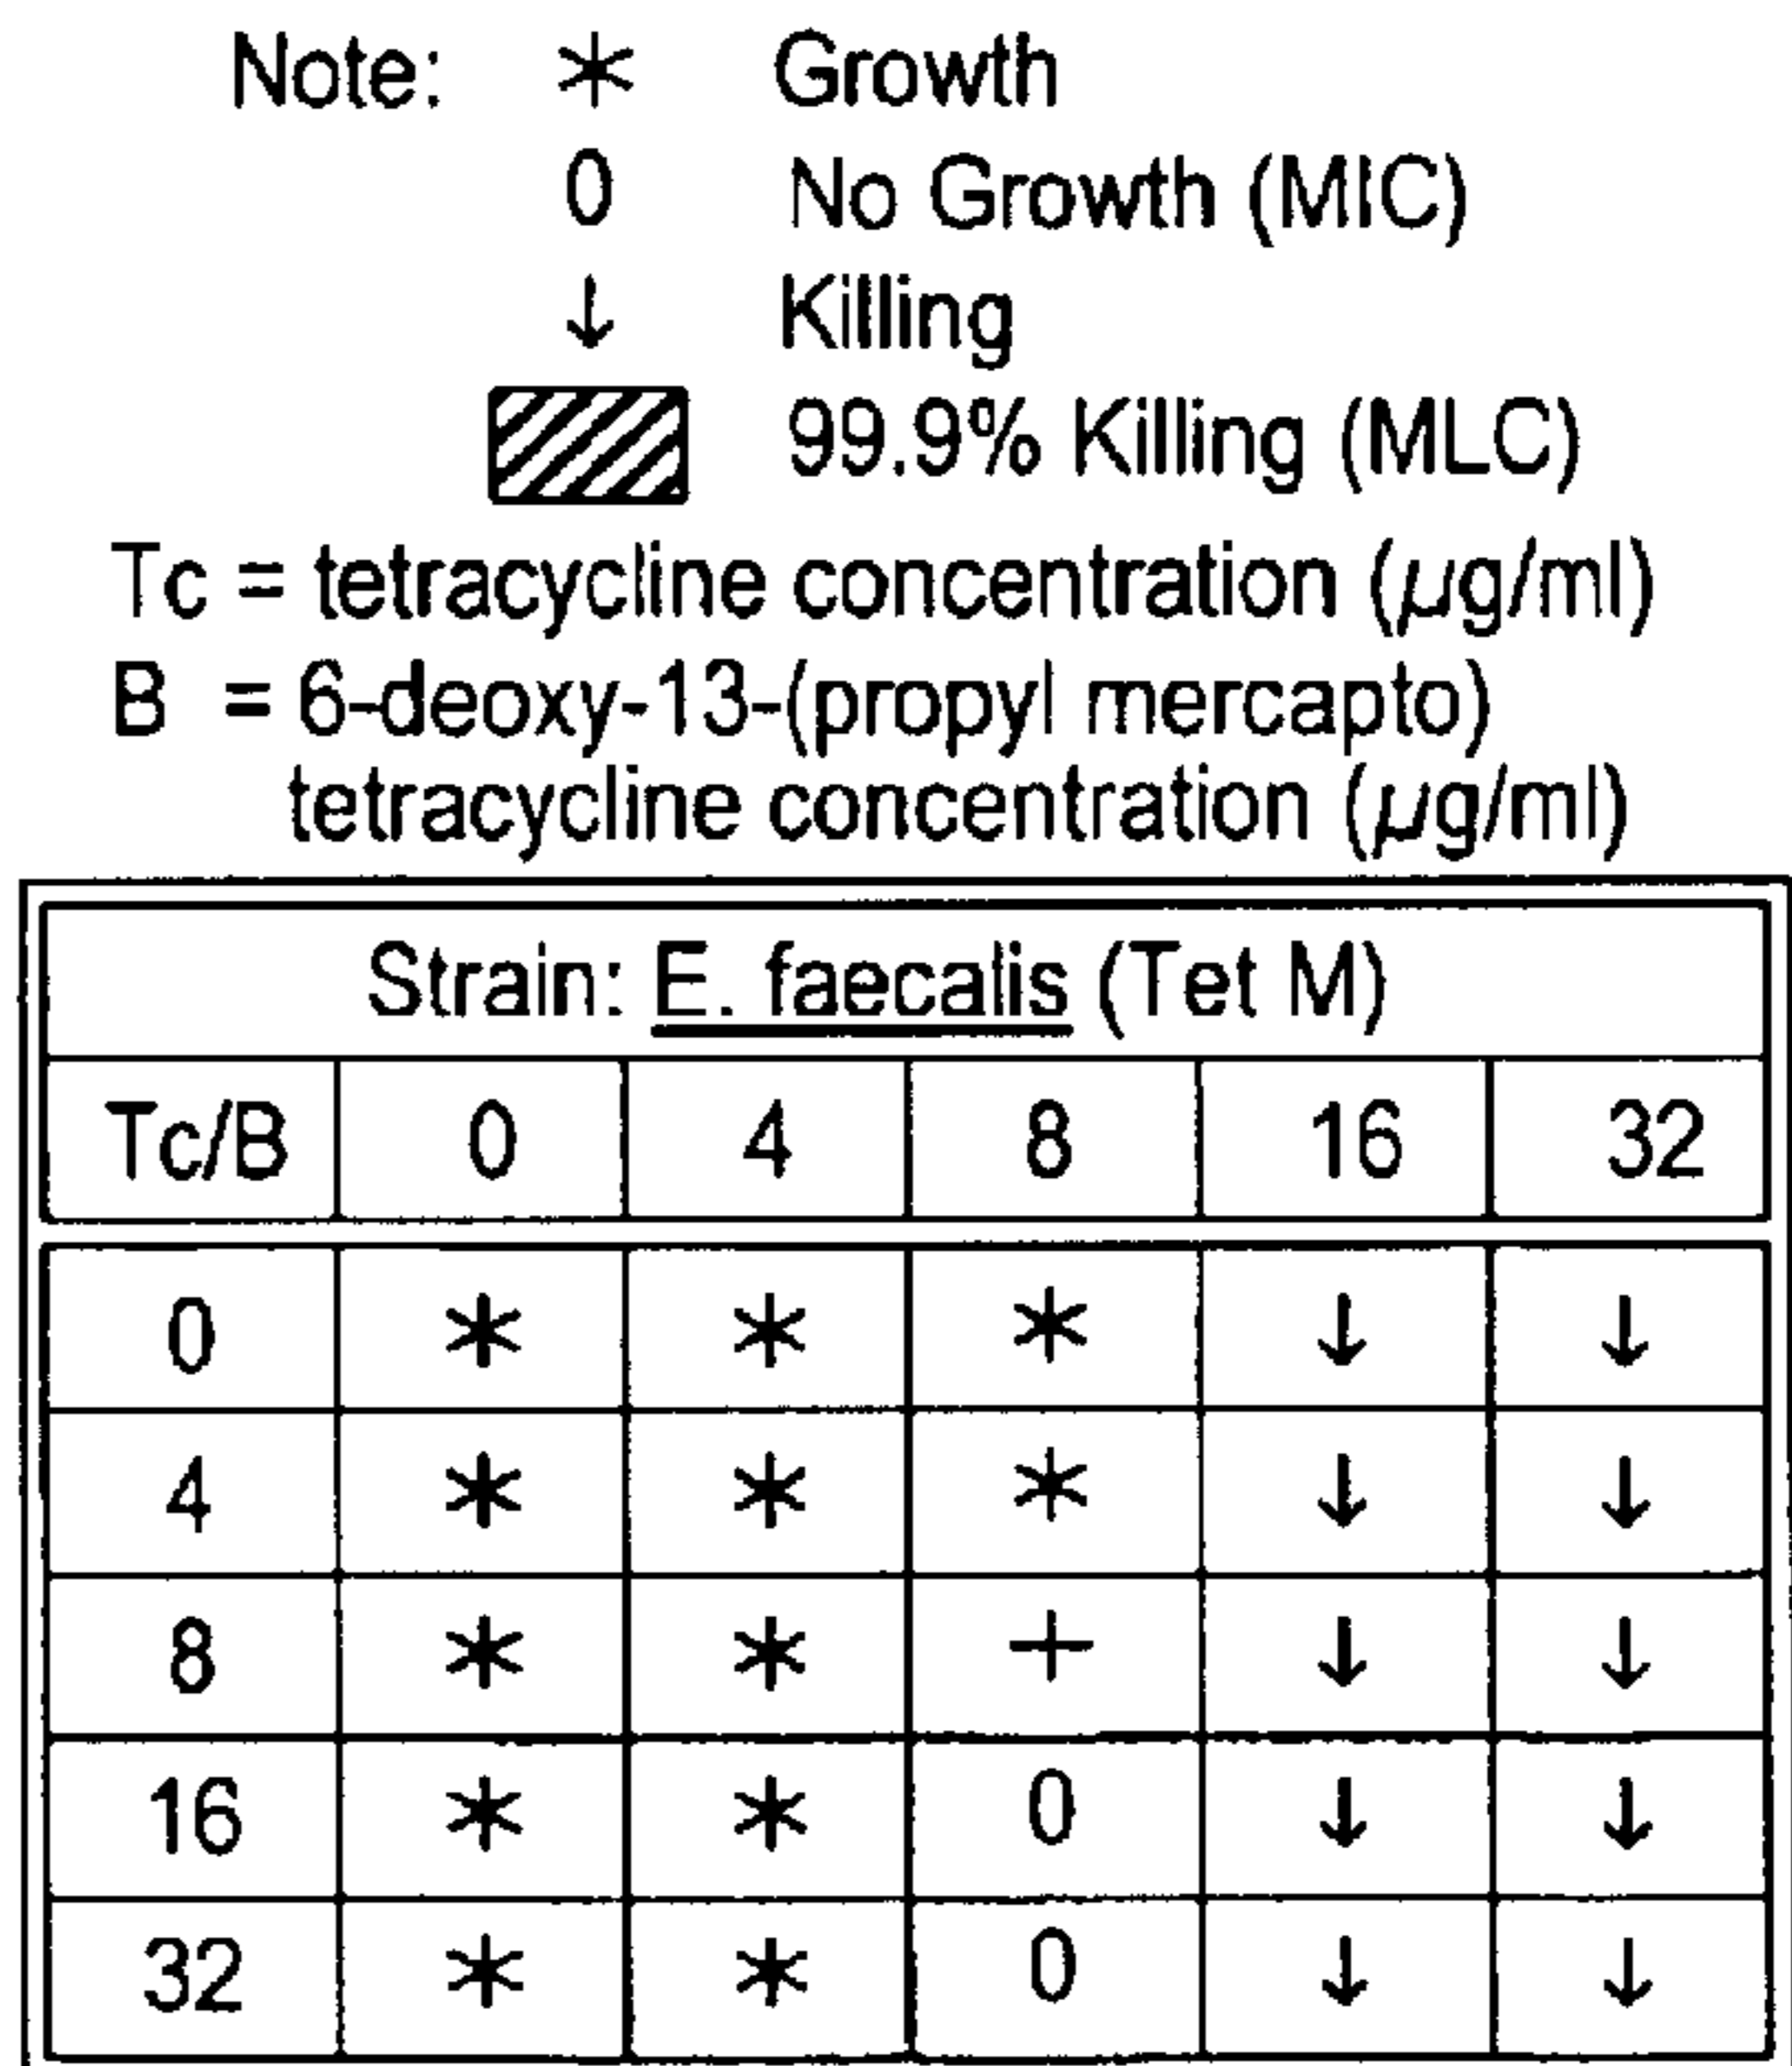 Note: * Growth
0 No Growth (MIC)
↓ Killing
99.9% Killing (MLC)
Tc = tetracycline concentration (µg/ml)
B = 6-deoxy-13-(propyl mercapto)
tetracycline concentration (µg/ml)
Strain: E. faecalis (Tet M)
Tc/B 0 4 8 16 32
0 * * * ↓ ↓
4 * * * ↓ ↓
8 * * + ↓ ↓
16 * * 0 ↓ ↓
32 * * 0 ↓ ↓